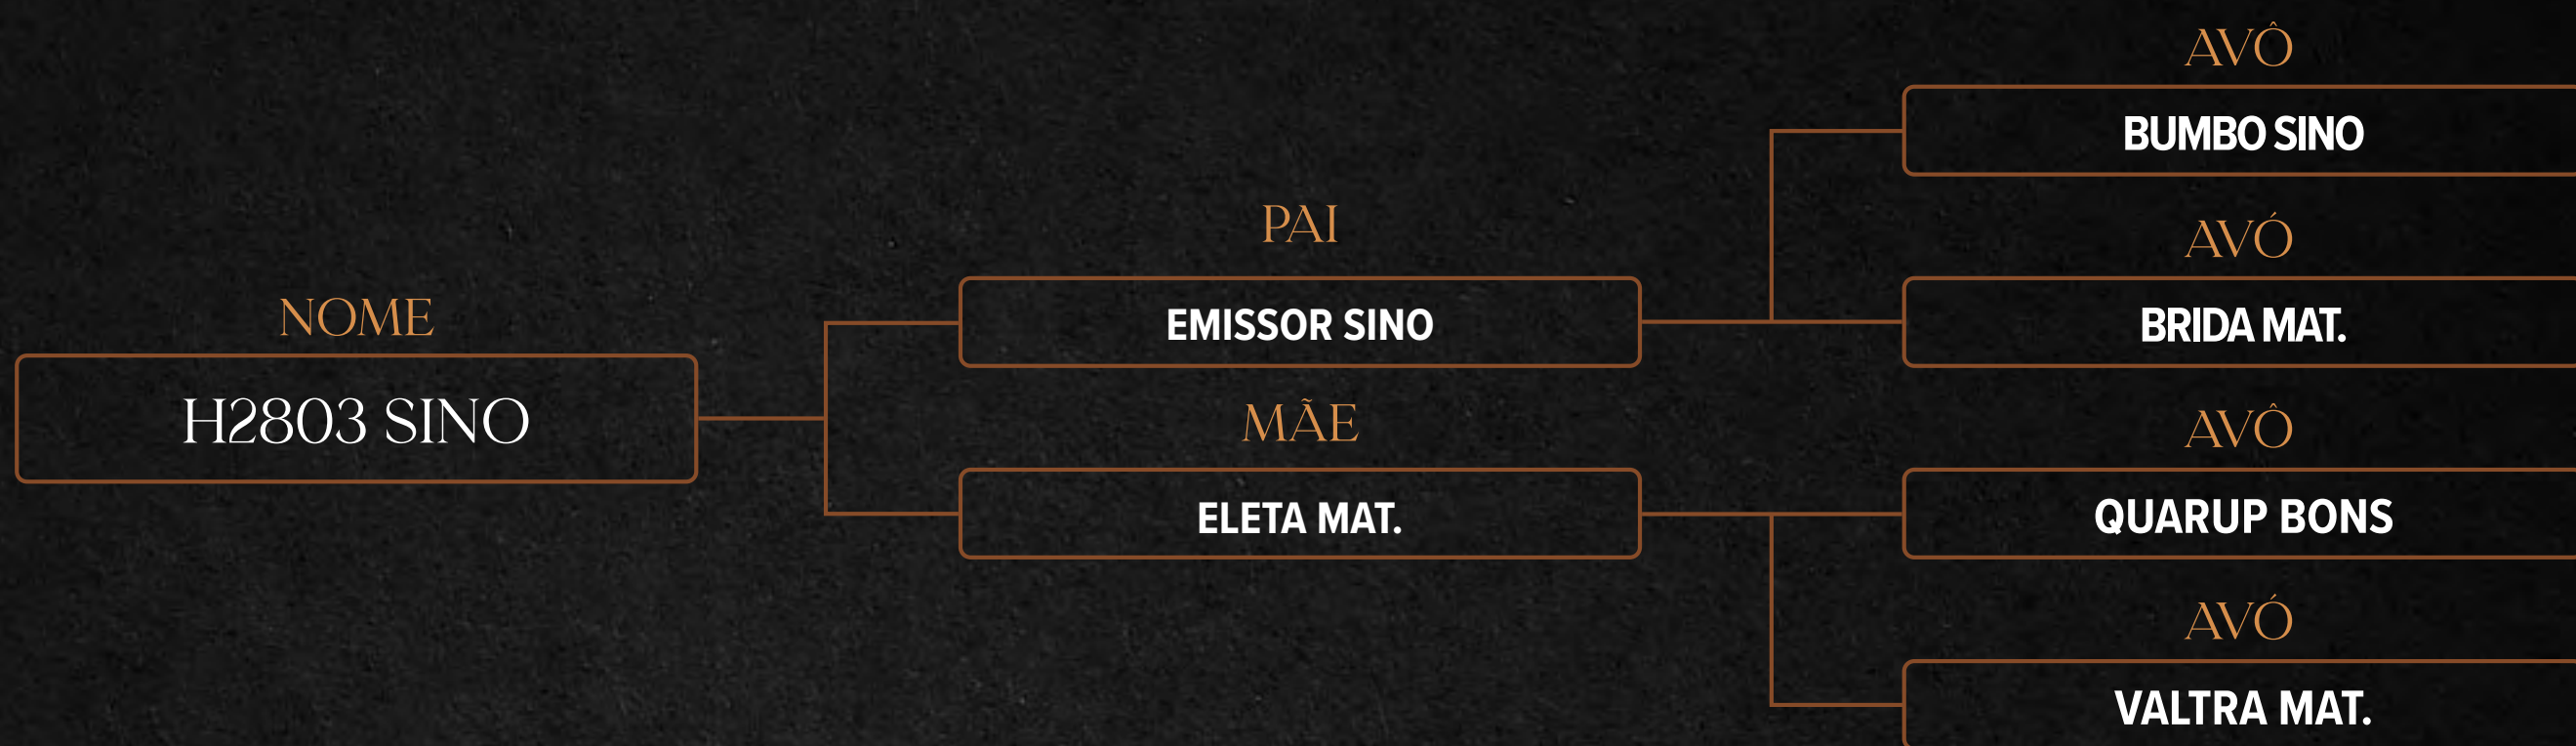 NOME
H2803 SINO
PAI
EMISSOR SINO
MÃE
ELETA MAT.
AVÔ
BUMBO SINO
AVÓ
BRIDA MAT.
AVÔ
QUARUP BONS
AVÓ
VALTRA MAT.